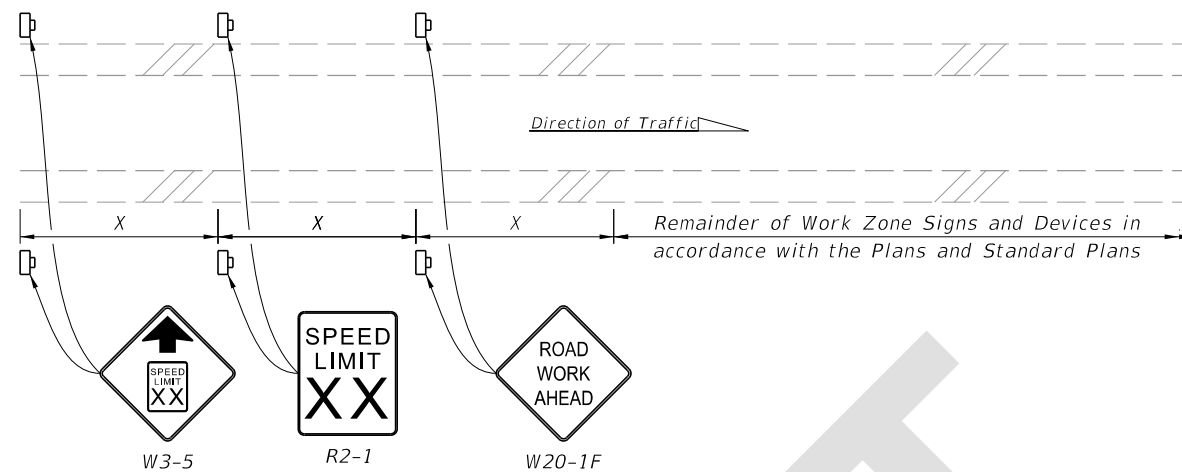 Direction of Traffic
X
X
X
Remainder of Work Zone Signs and Devices in
accordance with the Plans and Standard Plans
SPEED
LIMIT
XX
W3-5
SPEED
LIMIT
XX
R2-1
ROAD
WORK
AHEAD
W20-1F